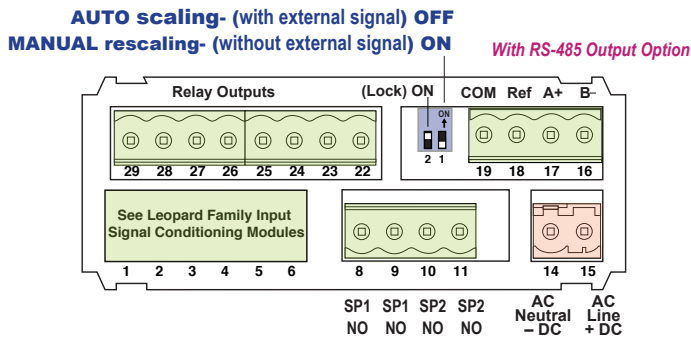 AUTO scaling- (with external signal) OFF
MANUAL rescaling- (without external signal) ON
With RS-485 Output Option
Relay Outputs
(Lock) ON
COM Ref A+ B–
ON
2 1
29 28 27 26 25 24 23 22
19 18 17 16
See Leopard Family Input
Signal Conditioning Modules
1 2 3 4 5 6
8 9 10 11
14 15
SP1 SP1 SP2 SP2
NO NO NO NO
AC
Neutral
– DC
AC
Line
+ DC